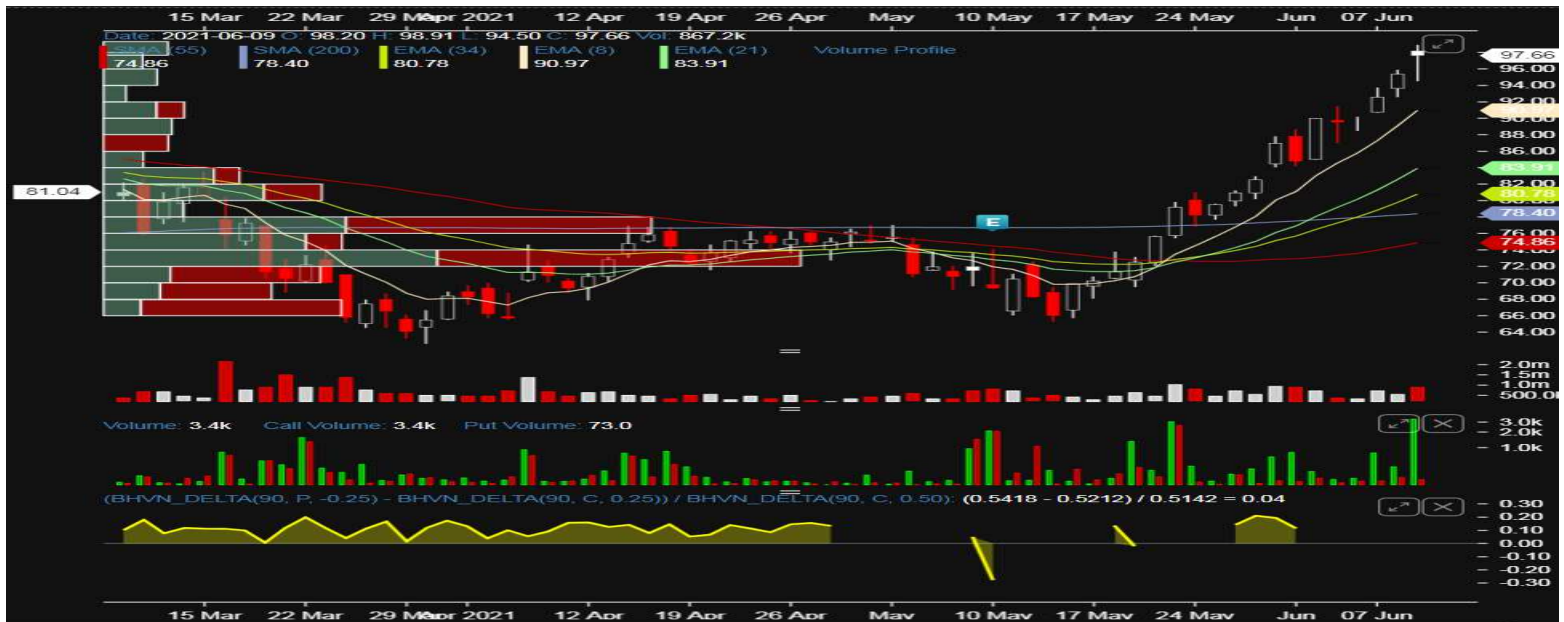 15 Mar 22 Mar 29 Mar Apr 2021 12 Apr 19 Apr 26 Apr May 10 May 17 May 24 May Jun 07 Jun
Date: 2021-06-09 O: 98.20 H: 98.91 L: 94.50 C: 97.66 Vol: 867.2k
SMA (55) SMA (200) EMA (34) EMA (8) EMA (21) Volume Profile
74.86 78.40 80.78 90.97 83.91
97.66
96.00
94.00
92.00
90.97
90.00
88.00
86.00
83.91
82.00
81.04
80.78
80.00
78.40
76.00
74.86
74.00
72.00
70.00
68.00
66.00
64.00
E
2.0m
1.5m
1.0m
500.0k
Volume: 3.4k Call Volume: 3.4k Put Volume: 73.0
3.0k
2.0k
1.0k
(BHVN_DELTA(90, P, -0.25) - BHVN_DELTA(90, C, 0.25)) / BHVN_DELTA(90, C, 0.50): (0.5418 - 0.5212) / 0.5142 = 0.04
0.30
0.20
0.10
0.00
-0.10
-0.20
-0.30
15 Mar 22 Mar 29 Mar Apr 2021 12 Apr 19 Apr 26 Apr May 10 May 17 May 24 May Jun 07 Jun